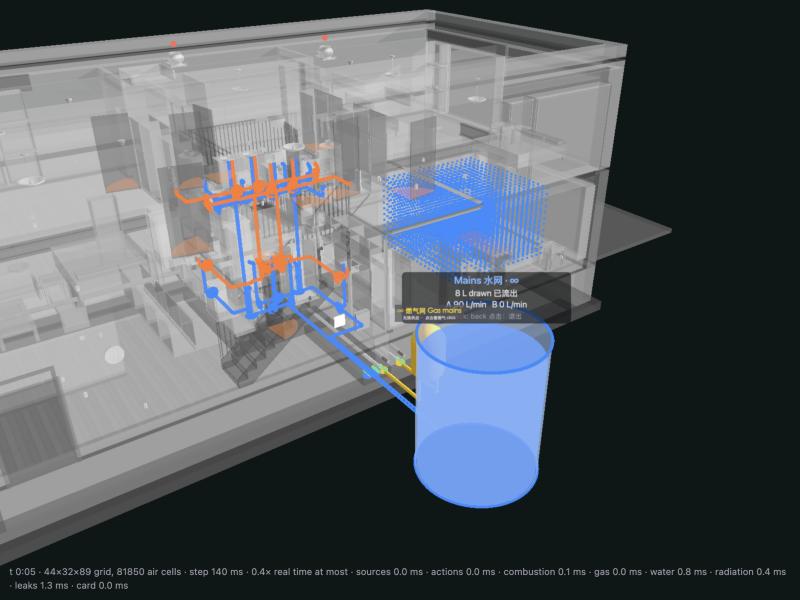 Mains 水网 · ∞
8 L drawn 已流出
A 90 L/min B 0 L/min
∞ 燃气网 Gas mains
back 点击 退出
t 0:05 · 44×32×89 grid, 81850 air cells · step 140 ms · 0.4× real time at most · sources 0.0 ms · actions 0.0 ms · combustion 0.1 ms · gas 0.0 ms · water 0.8 ms · radiation 0.4 ms
· leaks 1.3 ms · card 0.0 ms